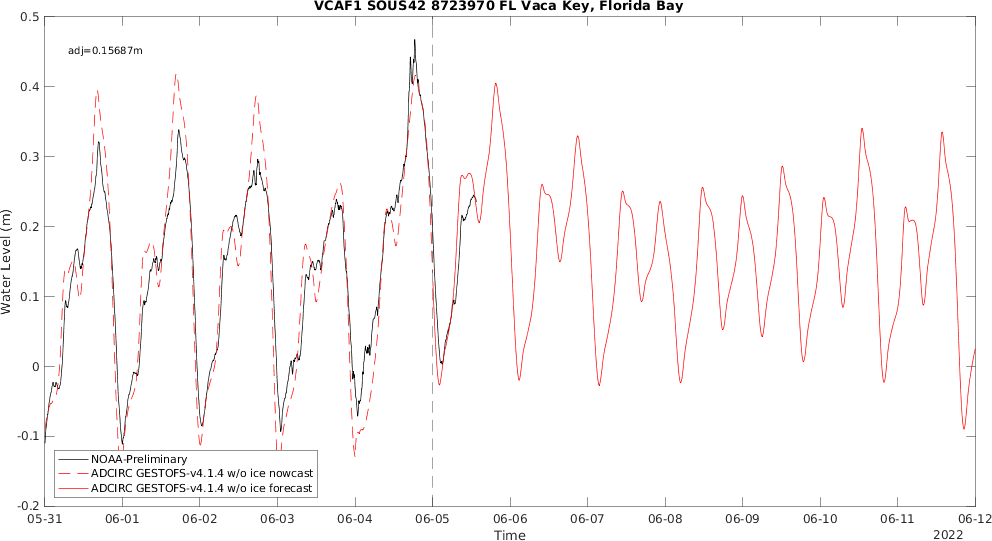 VCAF1 SOUS42 8723970 FL Vaca Key, Florida Bay
adj=0.15687m
0.5
0.4
0.3
0.2
0.1
0
-0.1
-0.2
Water Level (m)
NOAA-Preliminary
ADCIRC GESTOFS-v4.1.4 w/o ice nowcast
ADCIRC GESTOFS-v4.1.4 w/o ice forecast
05-31 06-01 06-02 06-03 06-04 06-05 06-06 06-07 06-08 06-09 06-10 06-11 06-12
Time
2022